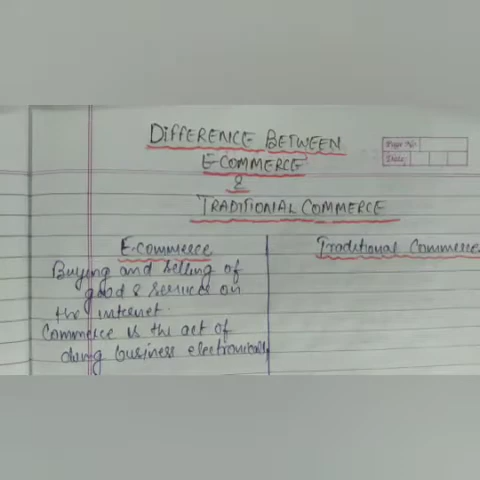 DIFFERENCE BETWEEN
E-COMMERCE
&
TRADITIONAL COMMERCE
Page No.
Date:
E-commerce
Traditional Commerce
Buying and selling of
good & services on
the internet.
Commerce is the act of
doing business electronically